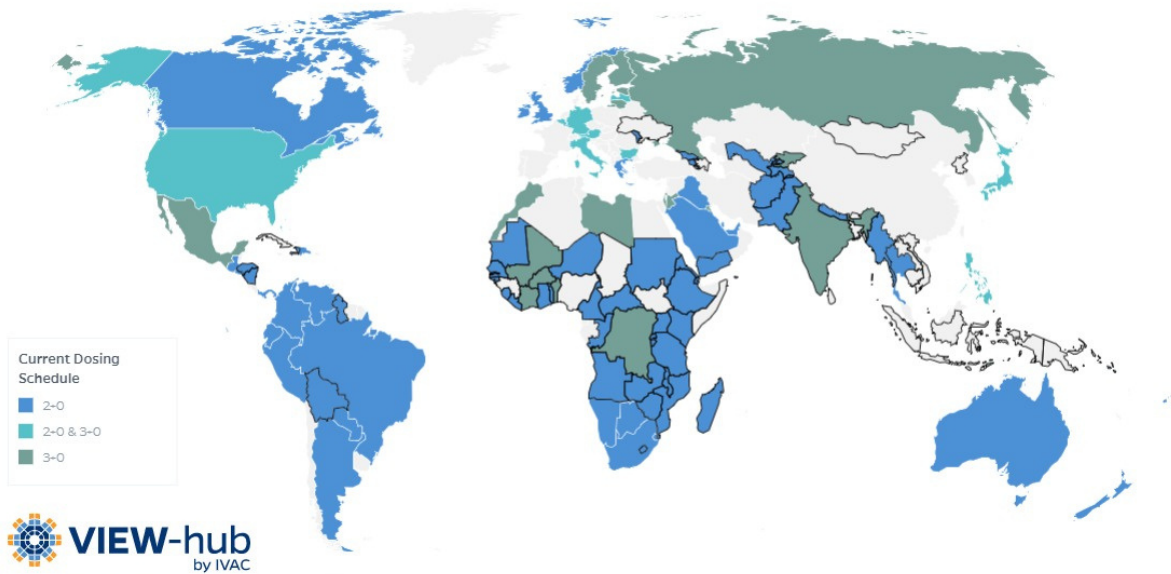 Current Dosing
Schedule
2+0
2+0 & 3+0
3+0
VIEW-hub
by IVAC